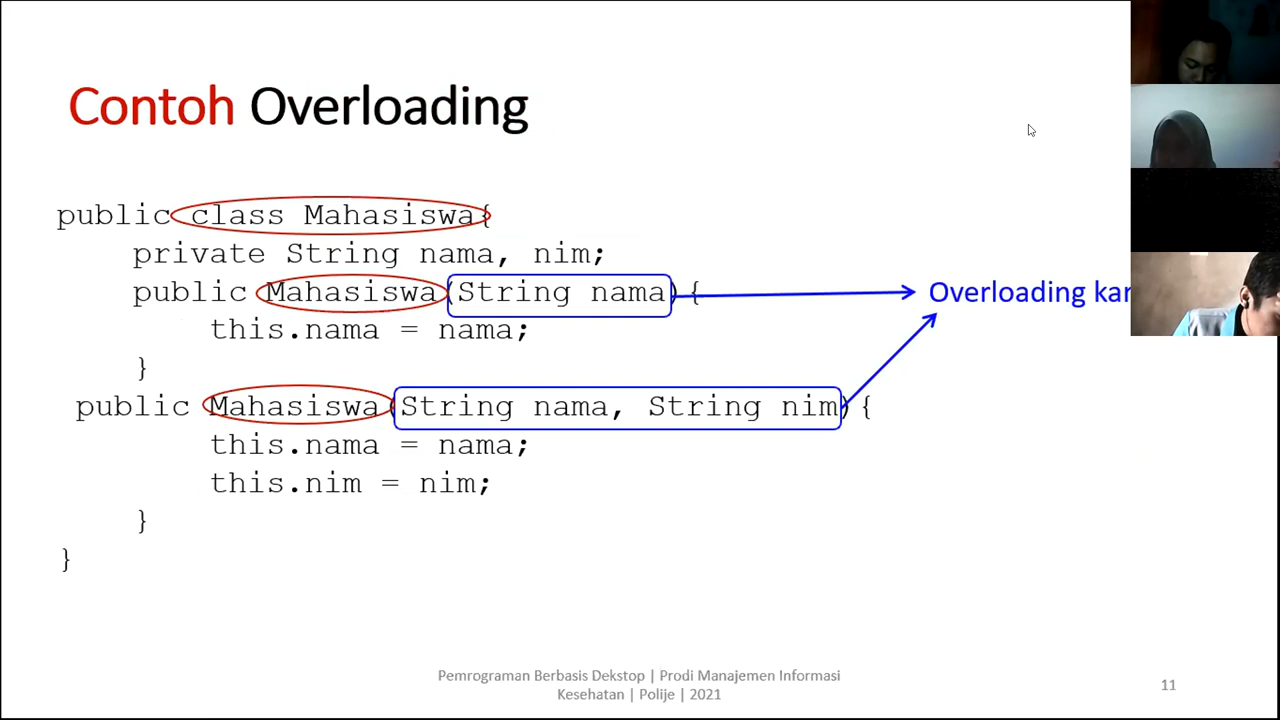 Contoh Overloading
public class Mahasiswa{
private String nama, nim;
public Mahasiswa(String nama){
this.nama = nama;
}
public Mahasiswa(String nama, String nim){
this.nama = nama;
this.nim = nim;
}
}
Overloading
Pemrograman Berbasis Dekstop | Prodi Manajemen Informasi
Kesehatan | Polije | 2021
11